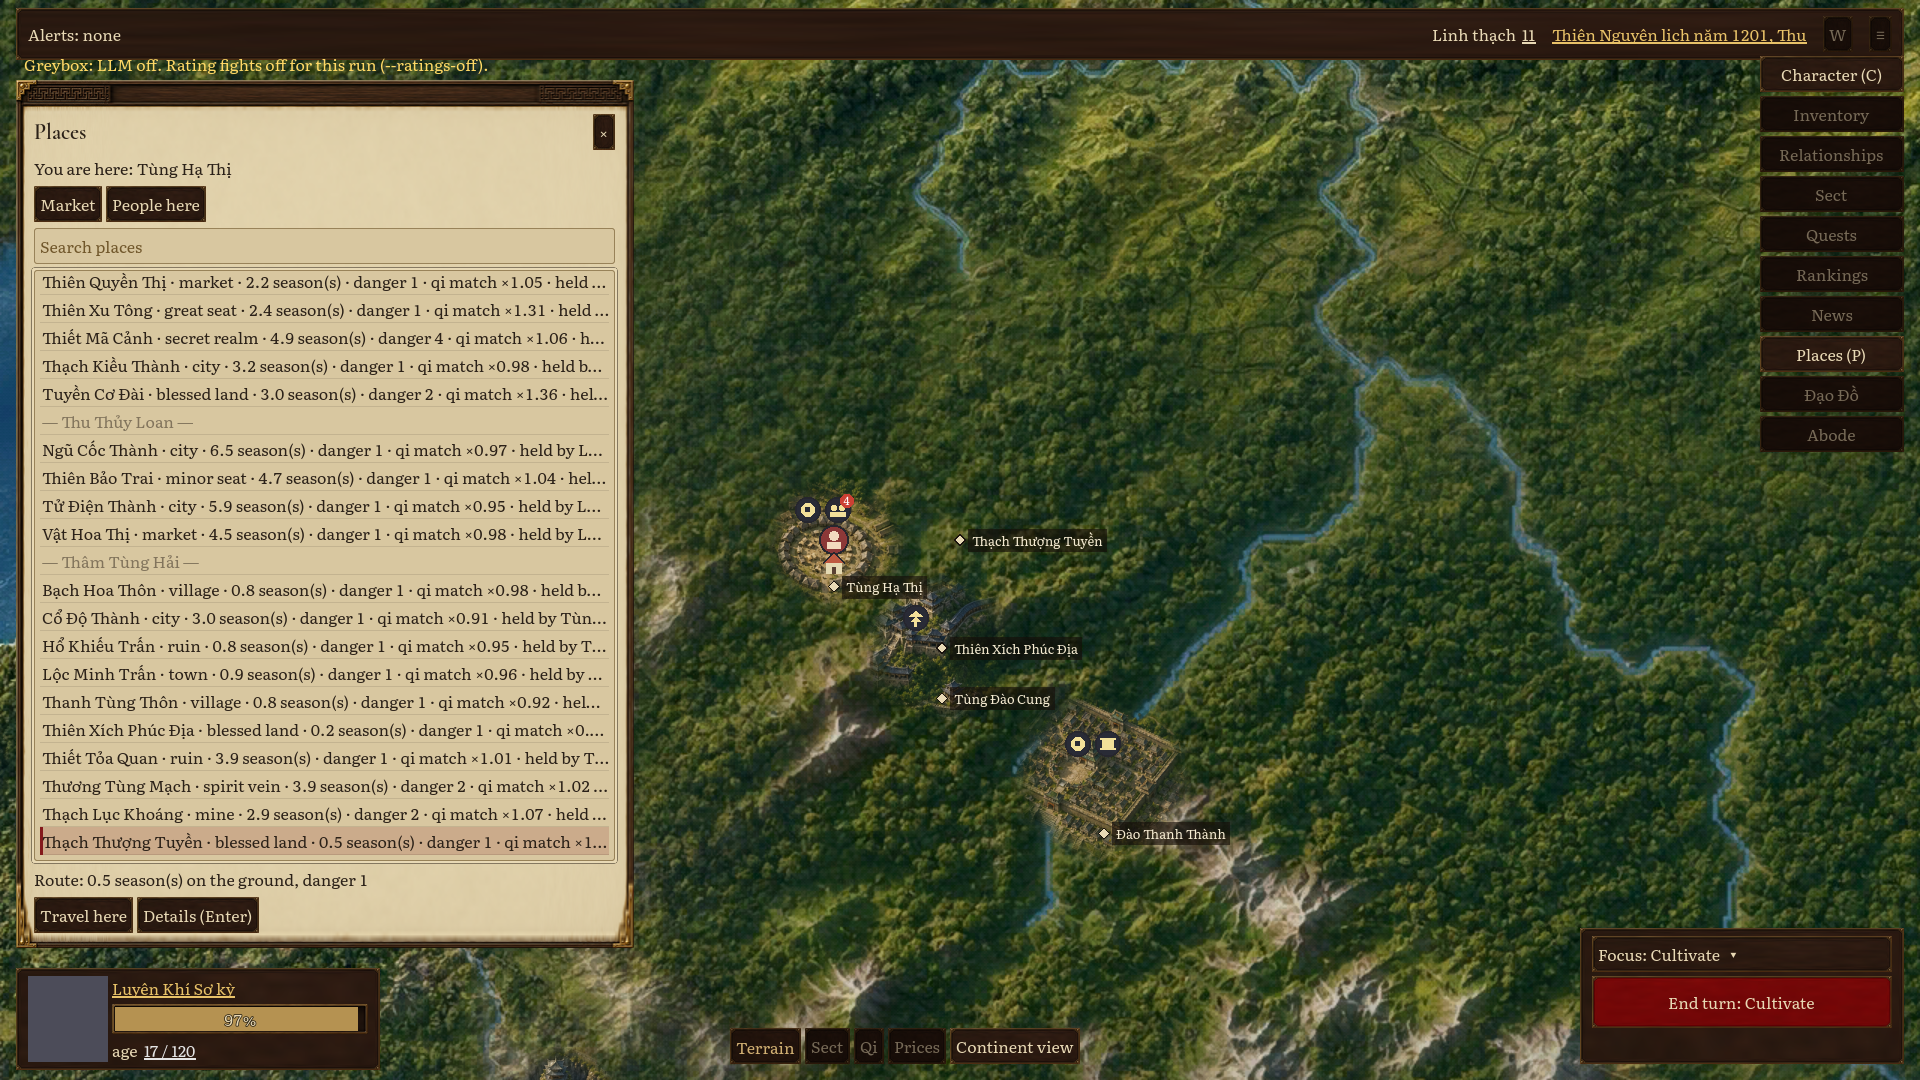 Alerts: none
Linh thạch 11 Thiên Nguyên lịch năm 1201, Thu W ≡
Greybox: LLM off. Rating fights off for this run (--ratings-off).
Character (C)
Inventory
Relationships
Sect
Quests
Rankings
News
Places (P)
Đạo Đồ
Abode
Places ×
You are here: Tùng Hạ Thị
Market People here
Search places
Thiên Quyền Thị · market · 2.2 season(s) · danger 1 · qi match ×1.05 · held ...
Thiên Xu Tông · great seat · 2.4 season(s) · danger 1 · qi match ×1.31 · held ...
Thiết Mã Cảnh · secret realm · 4.9 season(s) · danger 4 · qi match ×1.06 · h...
Thạch Kiều Thành · city · 3.2 season(s) · danger 1 · qi match ×0.98 · held b...
Tuyền Cơ Đài · blessed land · 3.0 season(s) · danger 2 · qi match ×1.36 · hel...
— Thu Thủy Loan —
Ngũ Cốc Thành · city · 6.5 season(s) · danger 1 · qi match ×0.97 · held by L...
Thiên Bảo Trai · minor seat · 4.7 season(s) · danger 1 · qi match ×1.04 · hel...
Tử Điện Thành · city · 5.9 season(s) · danger 1 · qi match ×0.95 · held by L...
Vật Hoa Thị · market · 4.5 season(s) · danger 1 · qi match ×0.98 · held by L...
— Thâm Tùng Hải —
Bạch Hoa Thôn · village · 0.8 season(s) · danger 1 · qi match ×0.98 · held b...
Cổ Độ Thành · city · 3.0 season(s) · danger 1 · qi match ×0.91 · held by Tùn...
Hổ Khiếu Trấn · ruin · 0.8 season(s) · danger 1 · qi match ×0.95 · held by T...
Lộc Minh Trấn · town · 0.9 season(s) · danger 1 · qi match ×0.96 · held by ...
Thanh Tùng Thôn · village · 0.8 season(s) · danger 1 · qi match ×0.92 · hel...
Thiên Xích Phúc Địa · blessed land · 0.2 season(s) · danger 1 · qi match ×0....
Thiết Tỏa Quan · ruin · 3.9 season(s) · danger 1 · qi match ×1.01 · held by T...
Thương Tùng Mạch · spirit vein · 3.9 season(s) · danger 2 · qi match ×1.02 ...
Thạch Lục Khoáng · mine · 2.9 season(s) · danger 2 · qi match ×1.07 · held ...
Thạch Thượng Tuyền · blessed land · 0.5 season(s) · danger 1 · qi match ×1...
Route: 0.5 season(s) on the ground, danger 1
Travel here Details (Enter)
4
Thạch Thượng Tuyền
Tùng Hạ Thị
Thiên Xích Phúc Địa
Tùng Đào Cung
Đào Thanh Thành
Luyện Khí Sơ kỳ
97%
age 17 / 120
Terrain Sect Qi Prices Continent view
Focus: Cultivate ▾
End turn: Cultivate